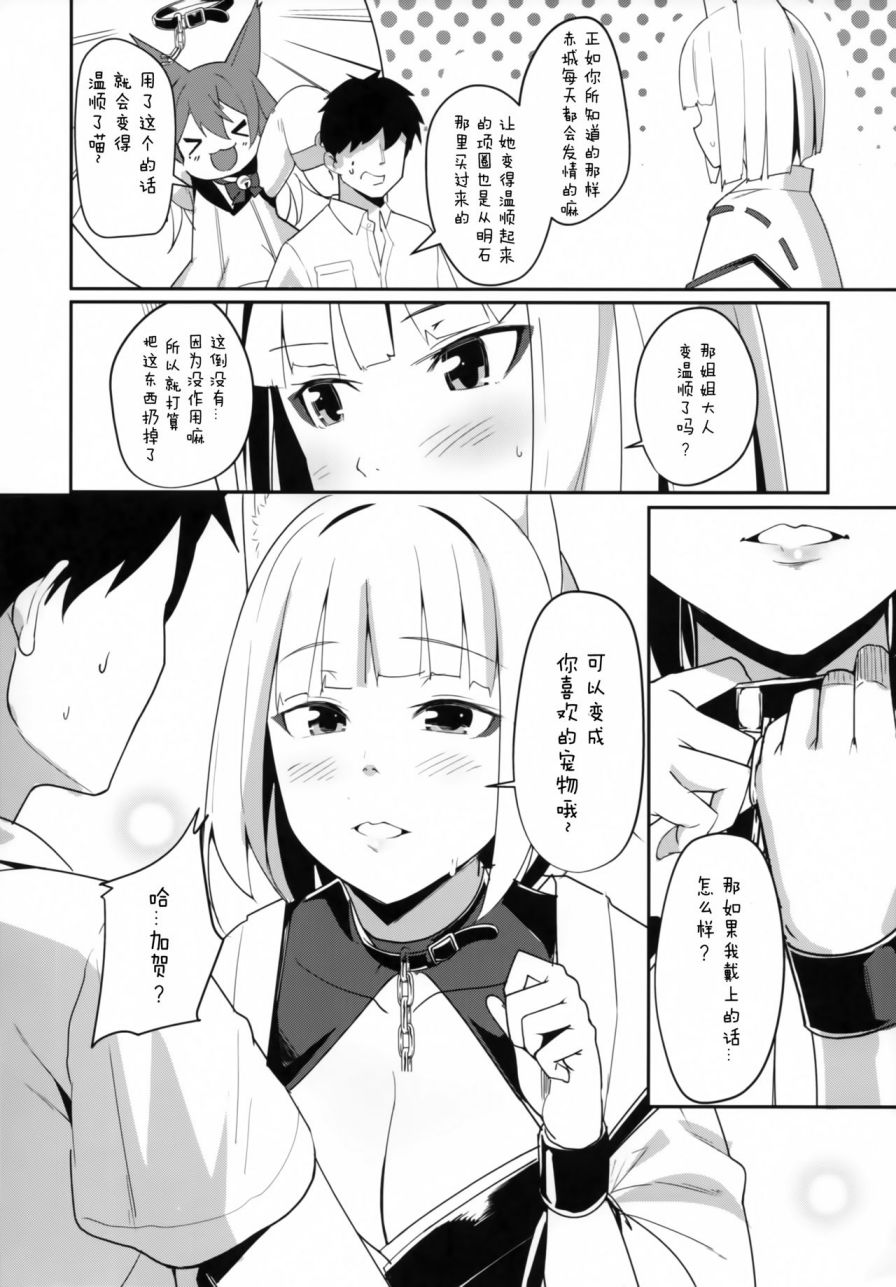 正如你所知道的那样
赤城每天都会发情的嘛
让她变得温顺起来
的项圈也是从明石
那里买过来的
用了这个的话
就会变得
温顺了喵~
那姐姐大人
变温顺了吗？
这倒没有…
因为没作用嘛
所以就打算
把这东西扔掉了
那如果我戴上的话…
怎么样？
可以变成
你喜欢的宠物哦~
哈…加贺？